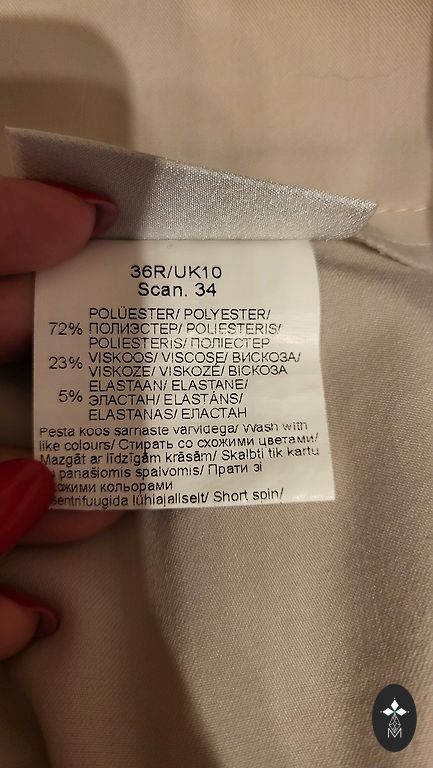 36R/UK10
Scan. 34
POLÜESTER/ POLYESTER/
72% ПОЛИЭСТЕР/ POLIESTERIS/
POLIESTERIS/ ПОЛІЕСТЕР
23% VISKOOS/ VISCOSE/ ВИСКОЗА/
VISKOZE/ VISKOZĖ/ ВІСКОЗА
ELASTAAN/ ELASTANE/
5% ЭЛАСТАН/ ELASTĀNS/
ELASTANAS/ ЕЛАСТАН
Pesta koos sarnaste värvidega/ Wash with
like colours/ Стирать со схожими цветами/
Mazgāt ar līdzīgām krāsām/ Skalbti tik kartu
panašiomis spalvomis/ Прати зі
схожими кольорами
Tsentrifuugida lühiajaliselt/ Short spin/
M